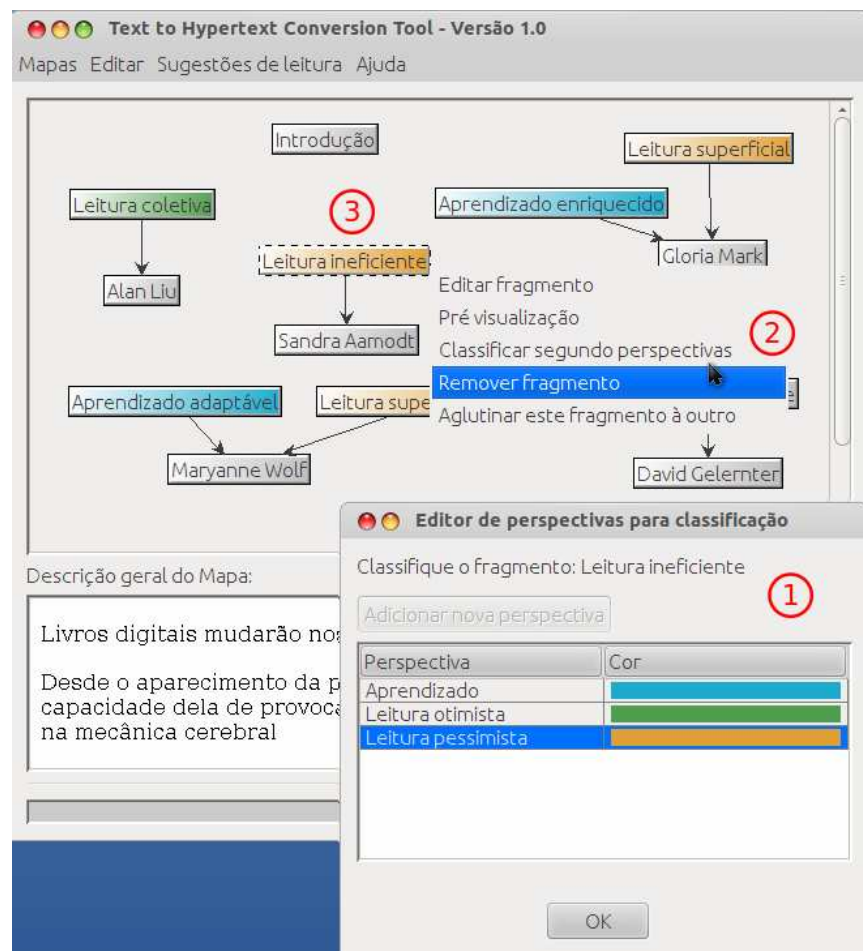 Text to Hypertext Conversion Tool - Versão 1.0
Mapas Editar Sugestões de leitura Ajuda
Introdução
Leitura superficial
Leitura coletiva
3
Aprendizado enriquecido
Leitura ineficiente
Gloria Mark
Alan Liu
Editar fragmento
Pré visualização
2
Sandra Aamodt
Classificar segundo perspectivas
Remover fragmento
Aprendizado adaptável
Leitura supe
Aglutinar este fragmento à outro
Maryanne Wolf
David Gelernter
Editor de perspectivas para classificação
Descrição geral do Mapa:
Classifique o fragmento: Leitura ineficiente
1
Adicionar nova perspectiva
Livros digitais mudarão
Perspectiva Cor
Desde o aparecimento da
Aprendizado
capacidade dela de
Leitura otimista
na mecânica cerebral
Leitura pessimista
OK